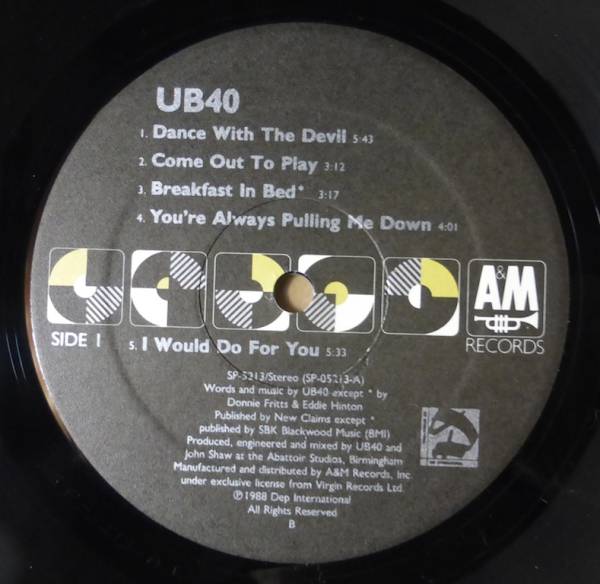 UB40
1. Dance With The Devil 5:43
2. Come Out To Play 3:12
3. Breakfast In Bed* 3:17
4. You're Always Pulling Me Down 4:01
A&M
SIDE 1 5. I Would Do For You 5:33 RECORDS
SP-5213/Stereo (SP-05213-A)
Words and music by UB40 except * by
Donnie Fritts & Eddie Hinton
Published by New Claims except *
published by SBK Blackwood Music (BMI)
Produced, engineered and mixed by UB40 and
John Shaw at the Abattoir Studios, Birmingham
Manufactured and distributed by A&M Records, Inc.
under exclusive license from Virgin Records Ltd.
℗1988 Dep International
All Rights Reserved
B